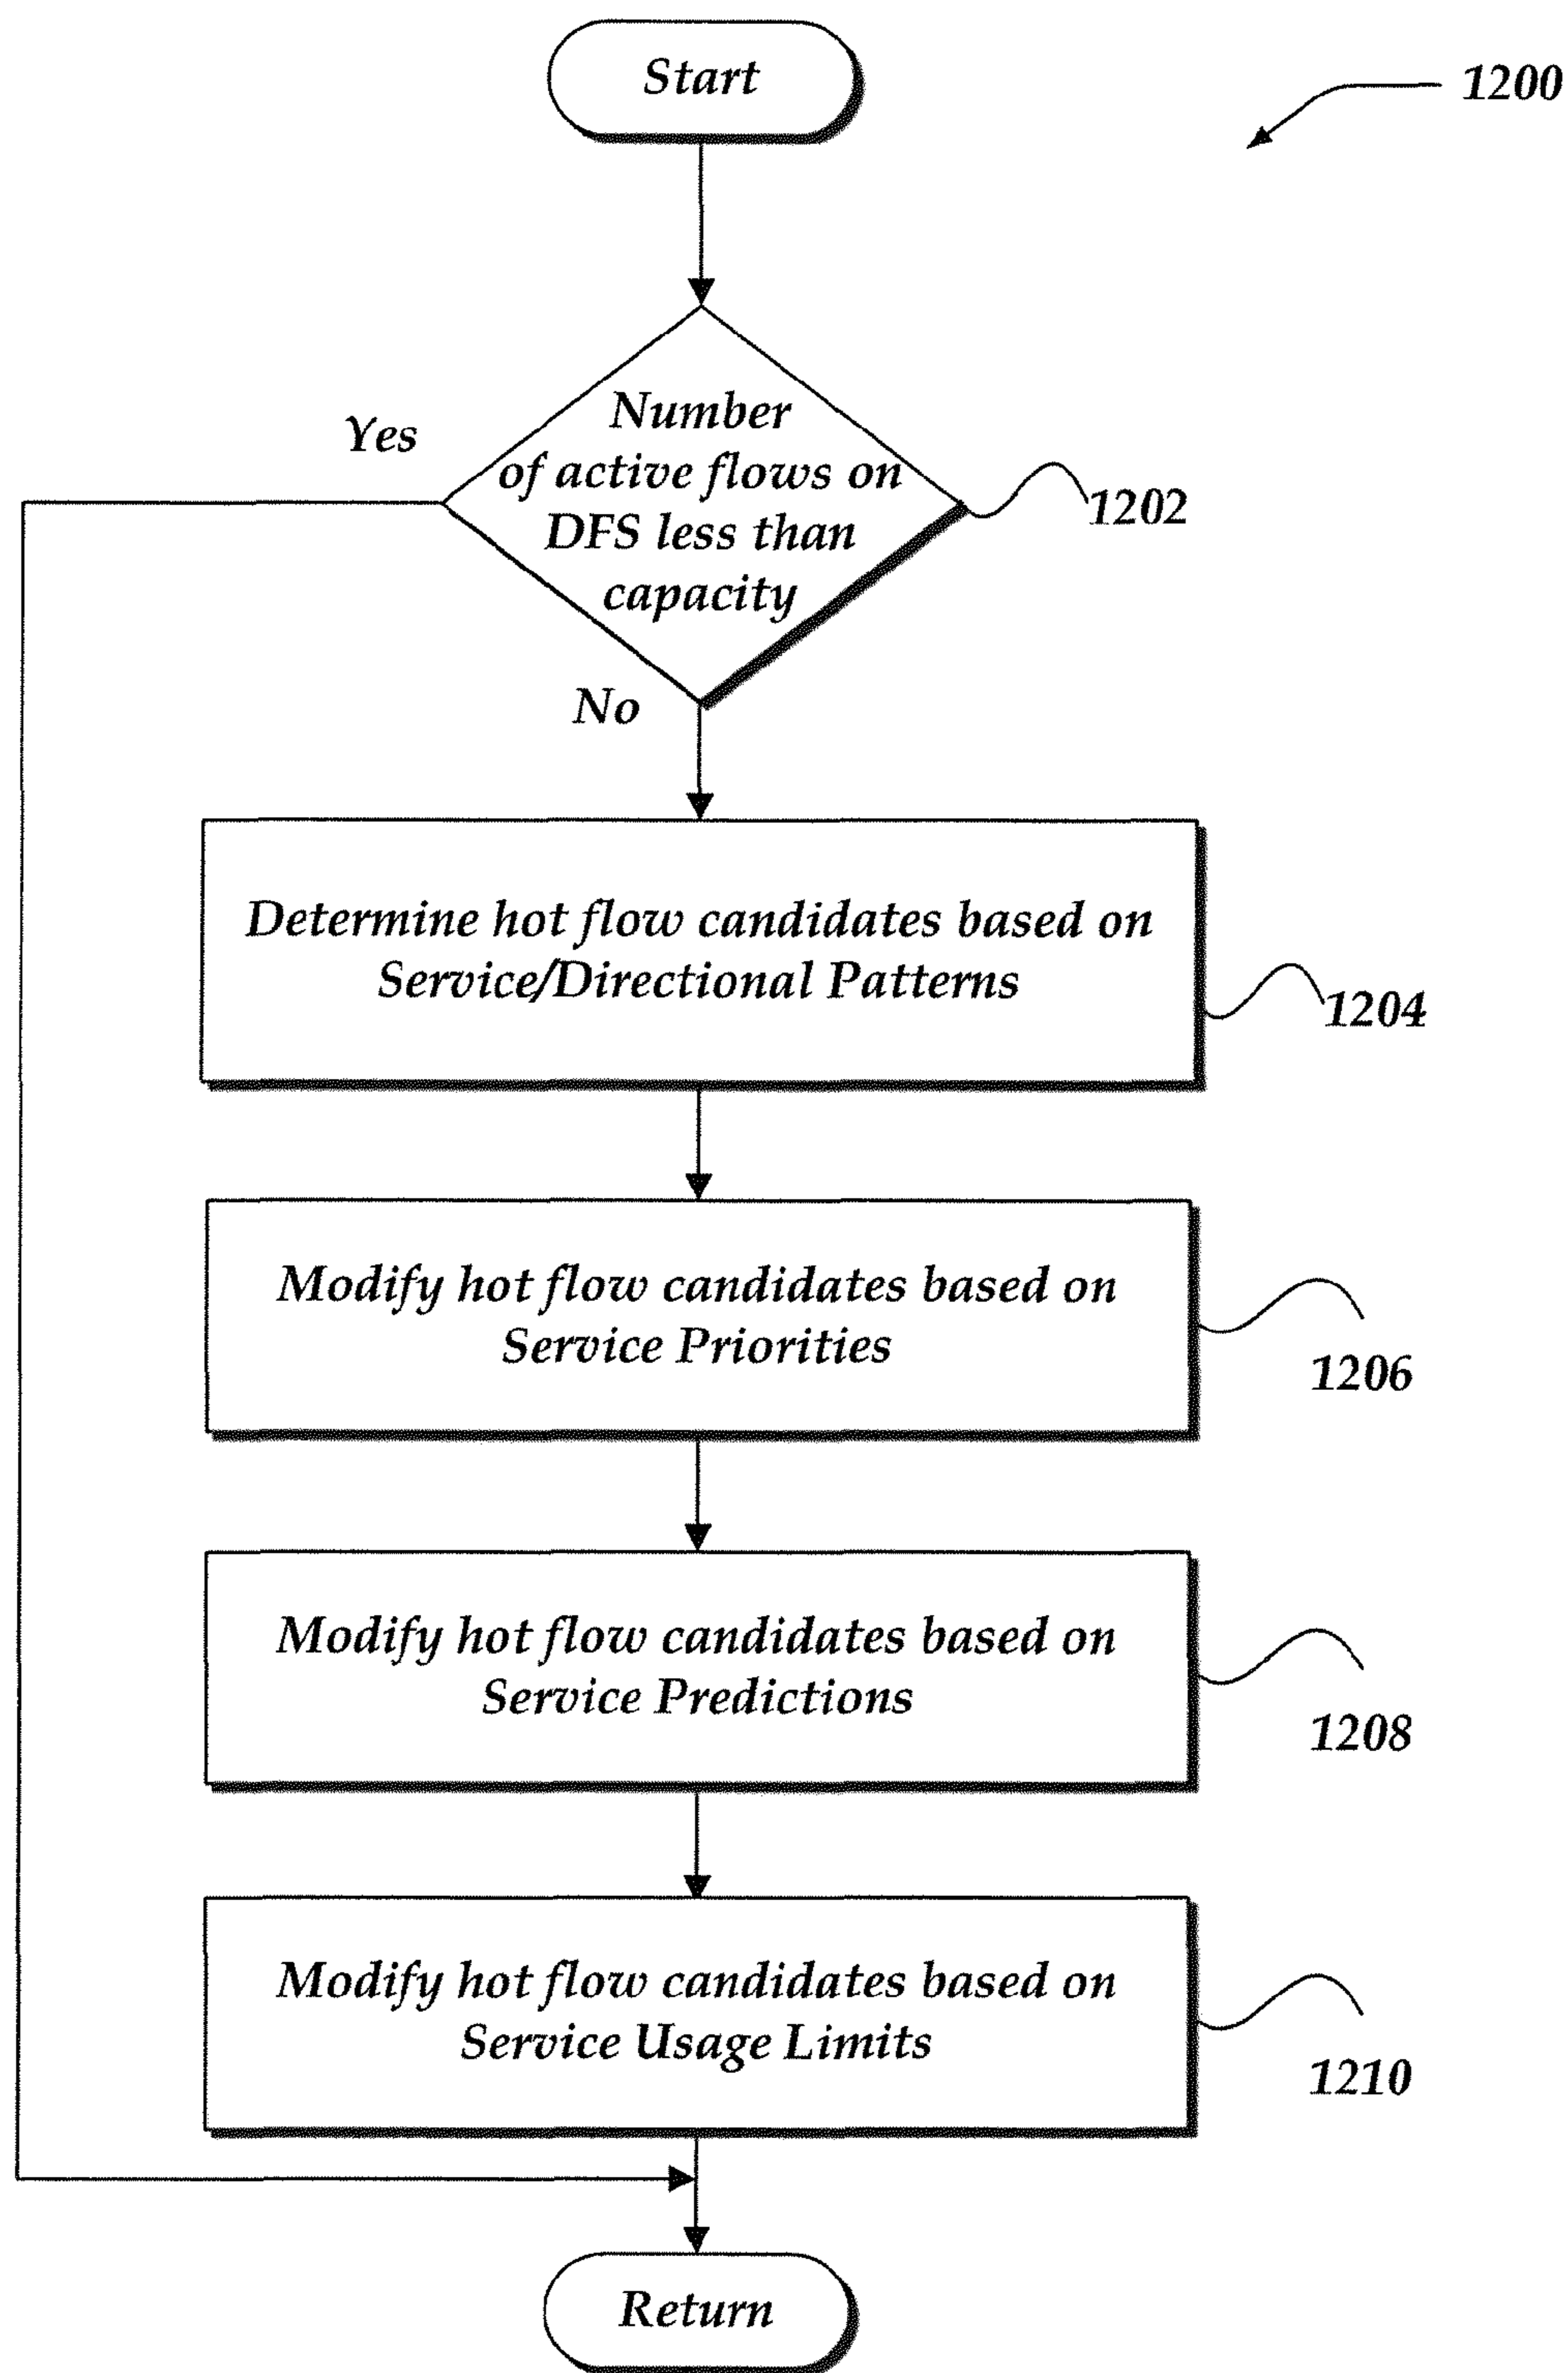 Start
1200
Yes
Number
of active flows on
DFS less than
capacity
1202
No
Determine hot flow candidates based on
Service/Directional Patterns
1204
Modify hot flow candidates based on
Service Priorities
1206
Modify hot flow candidates based on
Service Predictions
1208
Modify hot flow candidates based on
Service Usage Limits
1210
Return